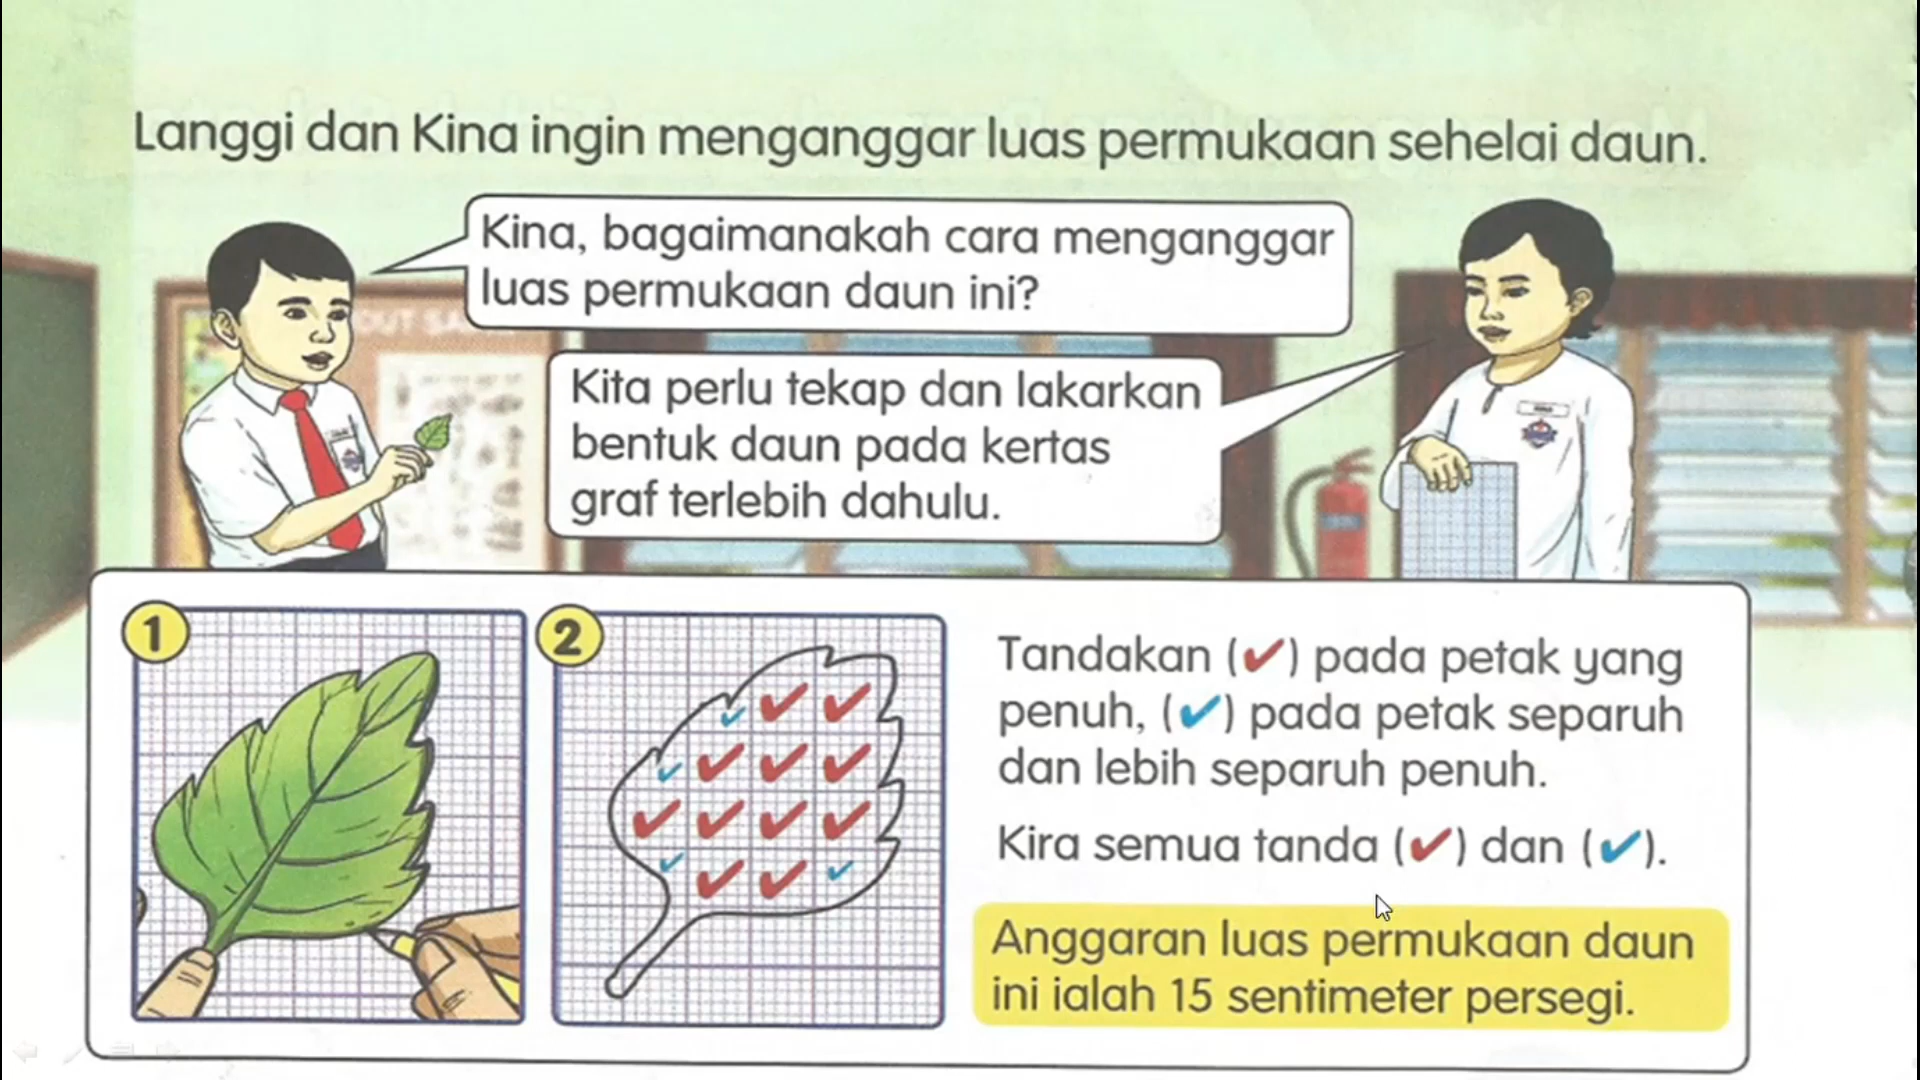 Langgi dan Kina ingin menganggar luas permukaan sehelai daun.
Kina, bagaimanakah cara menganggar
luas permukaan daun ini?
Kita perlu tekap dan lakarkan
bentuk daun pada kertas
graf terlebih dahulu.
1
2
Tandakan (✔) pada petak yang
penuh, (✔) pada petak separuh
dan lebih separuh penuh.
Kira semua tanda (✔) dan (✔).
Anggaran luas permukaan daun
ini ialah 15 sentimeter persegi.